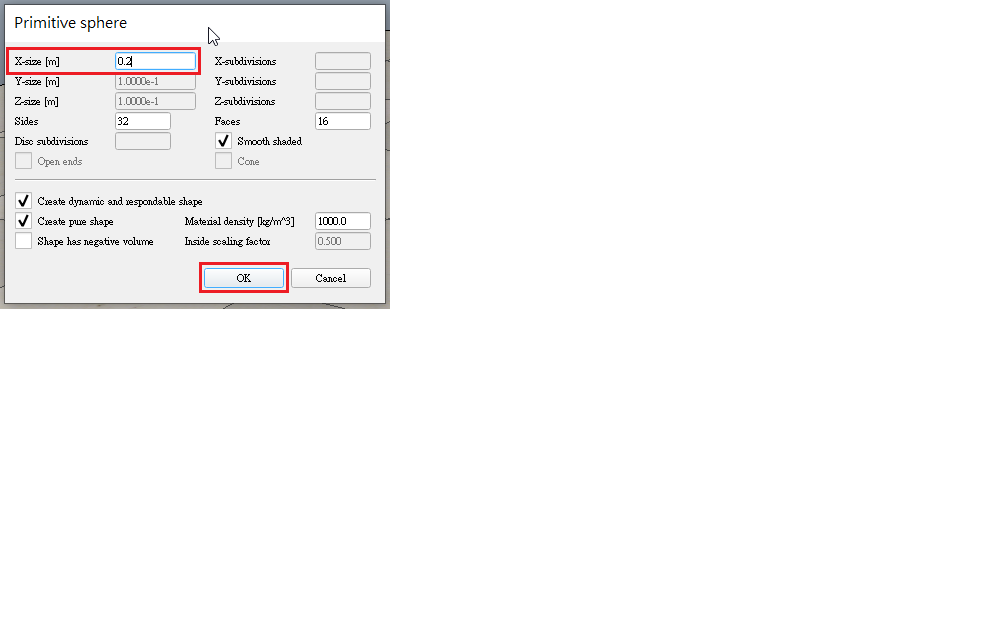 Primitive sphere
X-size [m] 0.2 X-subdivisions
Y-size [m] 1.0000e-1 Y-subdivisions
Z-size [m] 1.0000e-1 Z-subdivisions
Sides 32 Faces 16
Disc subdivisions Smooth shaded
Open ends Cone
Create dynamic and respondable shape
Create pure shape Material density [kg/m^3] 1000.0
Shape has negative volume Inside scaling factor 0.500
OK Cancel